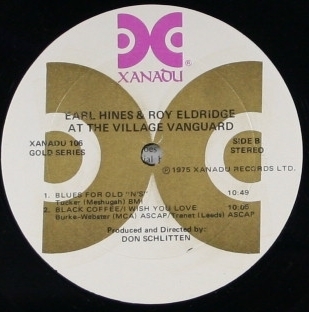 XANADU®
EARL HINES & ROY ELDRIDGE
AT THE VILLAGE VANGUARD
XANADU 106
GOLD SERIES
SIDE B
STEREO
℗ 1975 XANADU RECORDS LTD.
1. BLUES FOR OLD "N'S" 10:49
Tucker (Meshugah) BMI
2. BLACK COFFEE/I WISH YOU LOVE 10:05
Burke-Webster (MCA) ASCAP/Trenet (Leeds) ASCAP
Produced and Directed by:
DON SCHLITTEN